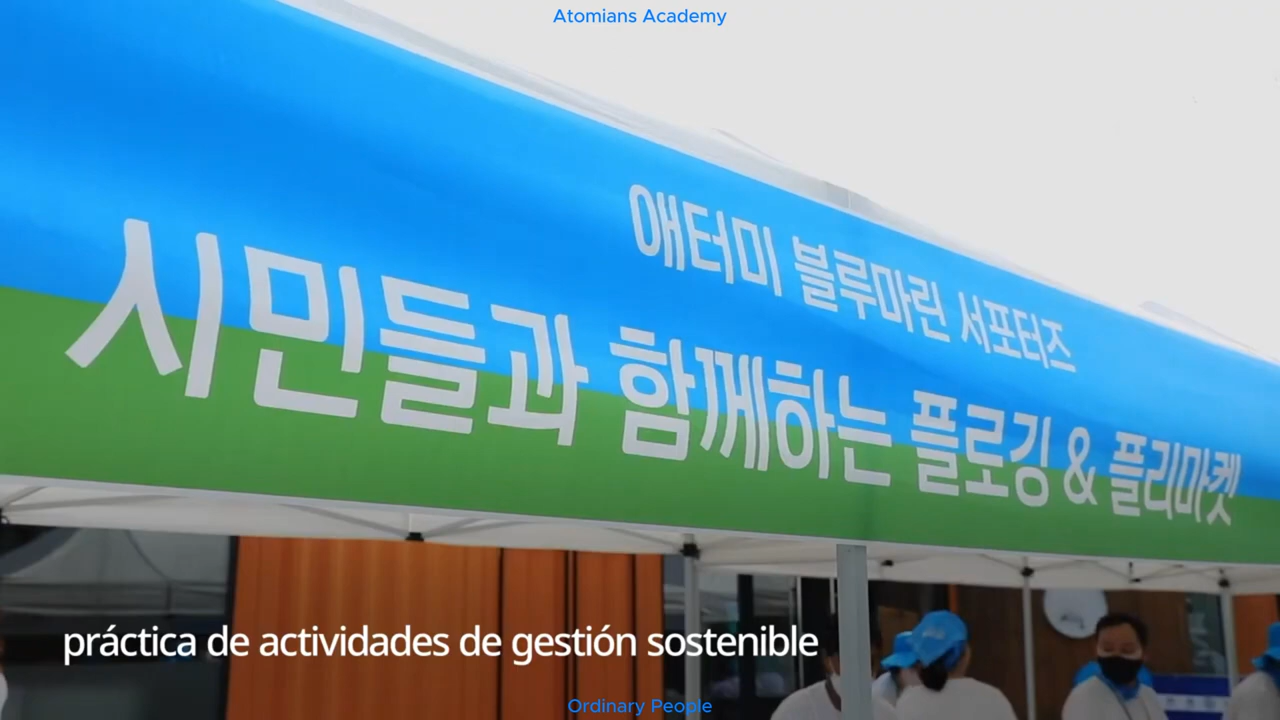 Atomians Academy
애터미 블루마린 서포터즈
시민들과 함께하는 플로깅 & 플리마켓
práctica de actividades de gestión sostenible
Ordinary People